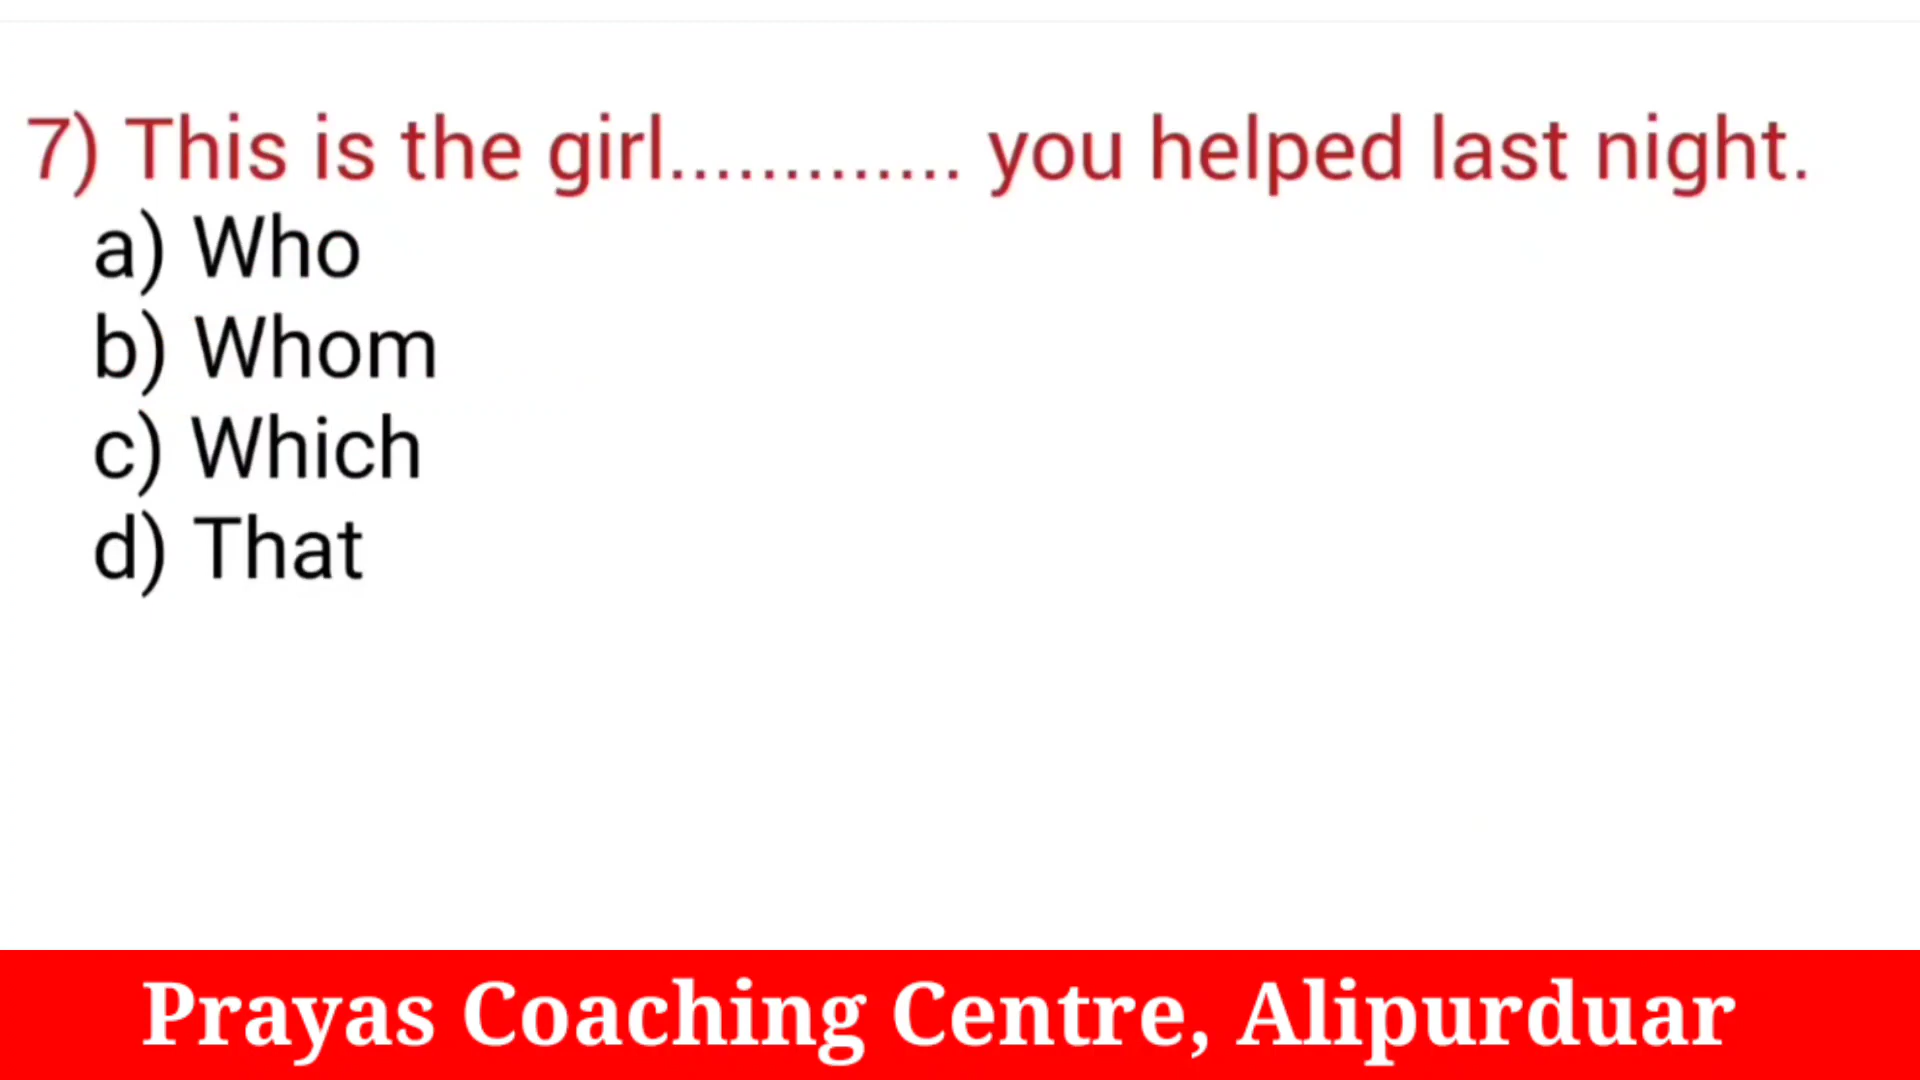 7) This is the girl............. you helped last night.
a) Who
b) Whom
c) Which
d) That
Prayas Coaching Centre, Alipurduar